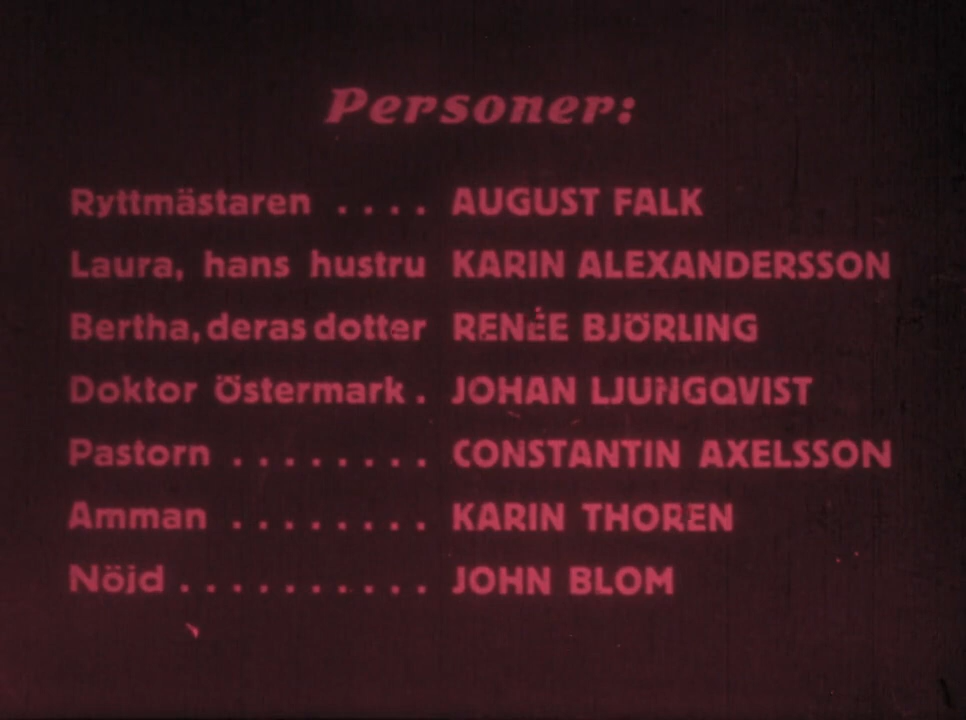 Personer:
Ryttmästaren .... AUGUST FALK
Laura, hans hustru KARIN ALEXANDERSSON
Bertha, deras dotter RENÉE BJÖRLING
Doktor Östermark. JOHAN LJUNGQVIST
Pastorn ........ CONSTANTIN AXELSSON
Amman ........ KARIN THOREN
Nöjd .......... JOHN BLOM